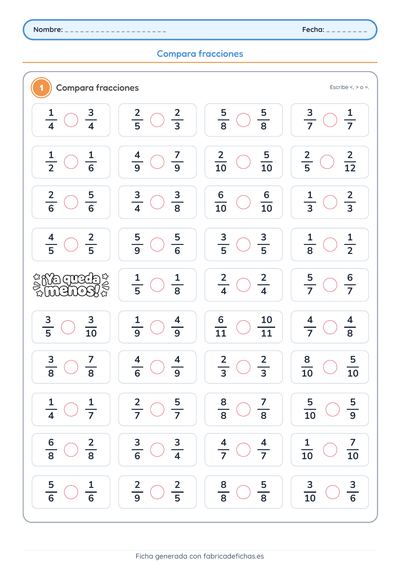 Nombre: Fecha:
Compara fracciones
1 Compara fracciones Escribe <, > o =.
1/4 3/4 2/5 2/3 5/8 5/8 3/7 1/7
1/2 1/6 4/9 7/9 2/10 5/10 2/5 2/12
2/6 5/6 3/4 3/8 6/10 6/10 1/3 2/3
4/5 2/5 5/9 5/6 3/5 3/5 1/8 1/2
¡Ya queda menos! 1/5 1/8 2/4 2/4 5/7 6/7
3/5 3/10 1/9 4/9 6/11 10/11 4/7 4/8
3/8 7/8 4/6 4/9 2/3 2/3 8/10 5/10
1/4 1/7 2/7 5/7 8/8 7/8 5/10 5/9
6/8 2/8 3/6 3/4 4/7 4/7 1/10 7/10
5/6 1/6 2/9 2/5 8/8 5/8 3/10 3/6
Ficha generada con fabricadefichas.es